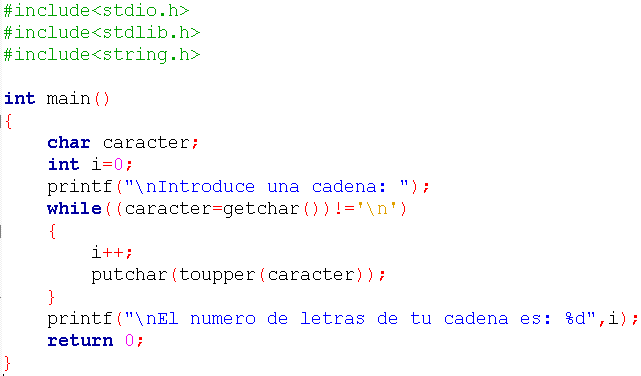 #include<stdio.h>
#include<stdlib.h>
#include<string.h>

int main()
{
    char caracter;
    int i=0;
    printf("\nIntroduce una cadena: ");
    while((caracter=getchar())!='\n')
    {
        i++;
        putchar(toupper(caracter));
    }
    printf("\nEl numero de letras de tu cadena es: %d",i);
    return 0;
}